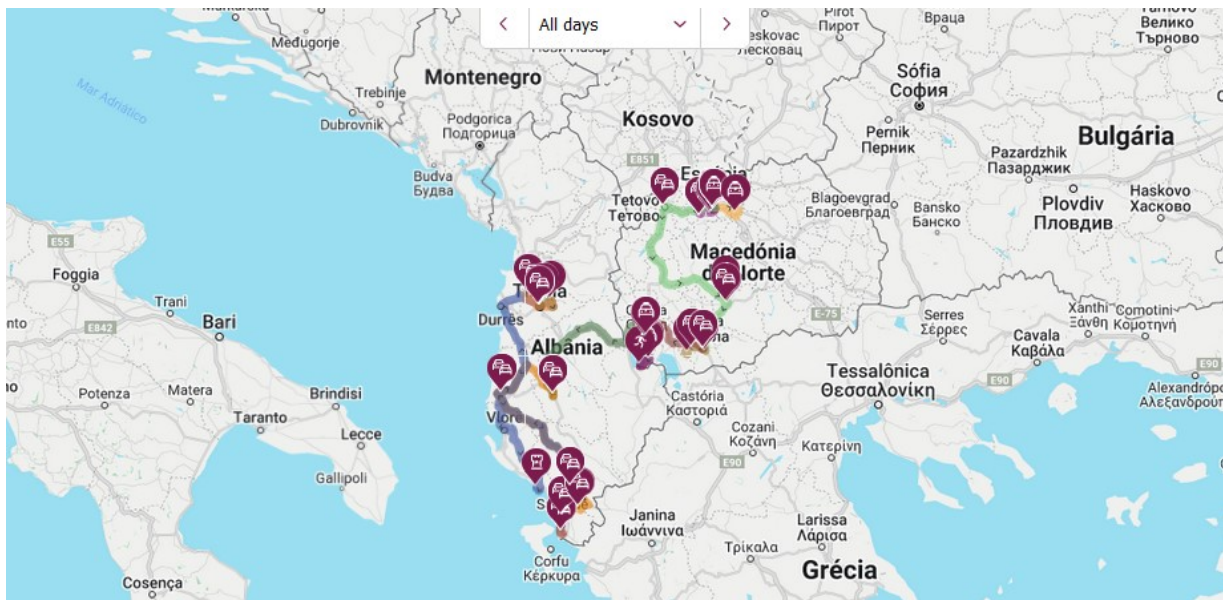 All days
Međugorje
Trebinje
Dubrovnik
Mar Adriático
Montenegro
Podgorica
Подгорица
Budva
Будва
Kosovo
E851
Leskovac
Лесковац
Pirot
Пирот
Враца
Велико
Търново
Sófia
София
Pernik
Перник
Bulgária
Pazardzhik
Пазарджик
Plovdiv
Пловдив
Haskovo
Хасково
Blagoevgrad
Благоевград
Bansko
Банско
Tetovo
Тетово
Macedónia
E55
Foggia
Trani
Bari
E842
Potenza
Matera
Taranto
Brindisi
Lecce
Gallipoli
Cosença
Durrës
Albânia
E-75
Serres
Σέρρες
Xanthi
Ξάνθη
Comotini
Κομοτηνή
Cavala
Καβάλα
E90
Tessalônica
Θεσσαλονίκη
E90
Castória
Καστοριά
Cozani
Κοζάνη
Κατερίνη
E90
Janina
Ιωάννινα
Larissa
Λάρισα
Τρίκαλα
Corfu
Κέρκυρα
Grécia